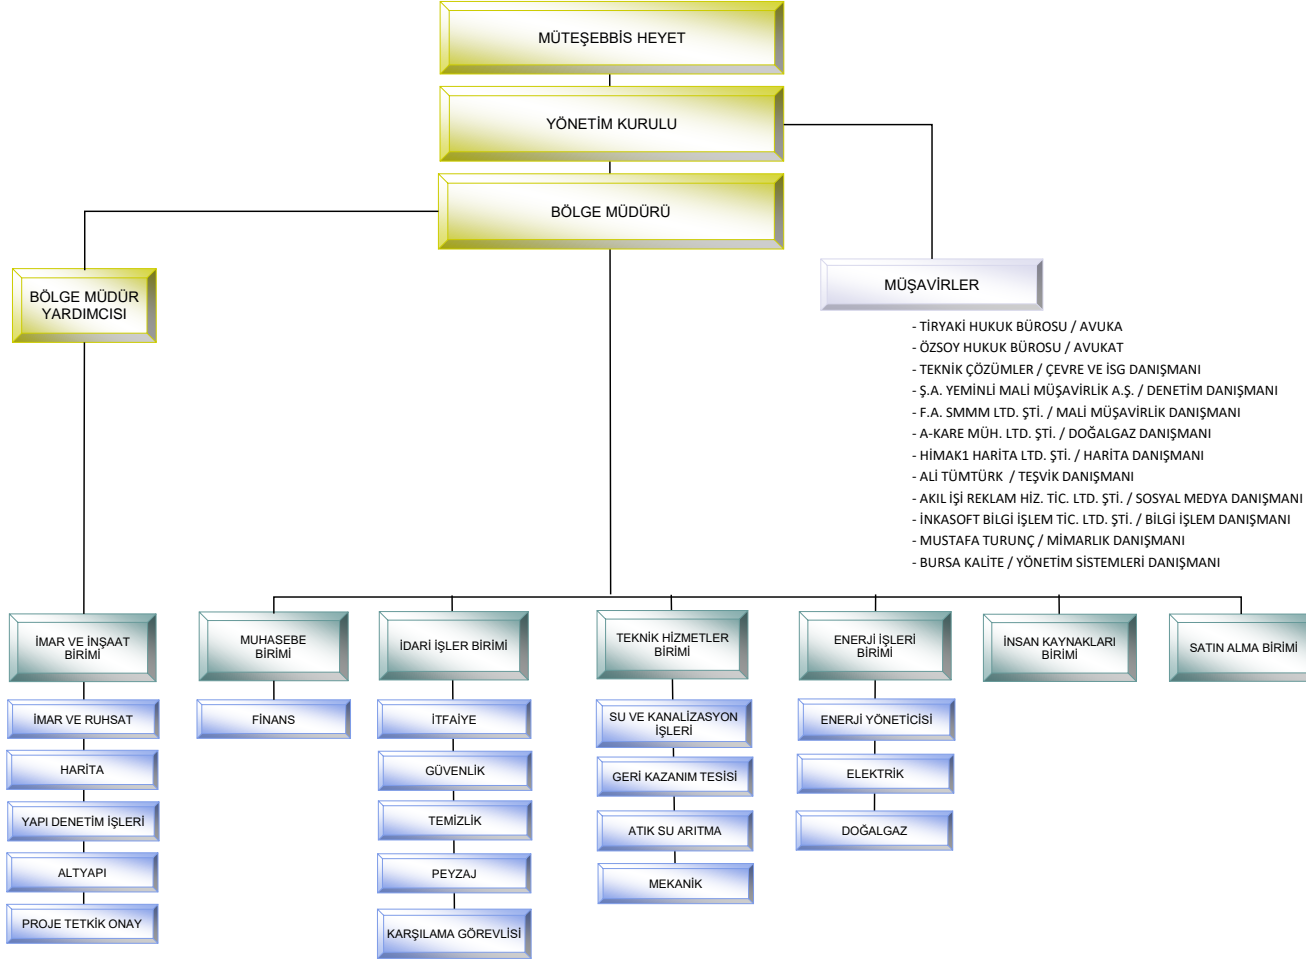 MÜTEŞEBBİS HEYET
YÖNETİM KURULU
BÖLGE MÜDÜRÜ
BÖLGE MÜDÜR
YARDIMCISI
MÜŞAVİRLER
- TİRYAKİ HUKUK BÜROSU / AVUKA
- ÖZSOY HUKUK BÜROSU / AVUKAT
- TEKNİK ÇÖZÜMLER / ÇEVRE VE İSG DANIŞMANI
- Ş.A. YEMİNLİ MALİ MÜŞAVİRLİK A.Ş. / DENETİM DANIŞMANI
- F.A. SMMM LTD. ŞTİ. / MALİ MÜŞAVİRLİK DANIŞMANI
- A-KARE MÜH. LTD. ŞTİ. / DOĞALGAZ DANIŞMANI
- HİMAK1 HARİTA LTD. ŞTİ. / HARİTA DANIŞMANI
- ALİ TÜMTÜRK  / TEŞVİK DANIŞMANI
- AKIL İŞİ REKLAM HİZ. TİC. LTD. ŞTİ. / SOSYAL MEDYA DANIŞMANI
- İNKASOFT BİLGİ İŞLEM TİC. LTD. ŞTİ. / BİLGİ İŞLEM DANIŞMANI
- MUSTAFA TURUNÇ / MİMARLIK DANIŞMANI
- BURSA KALİTE / YÖNETİM SİSTEMLERİ DANIŞMANI
İMAR VE İNŞAAT
BİRİMİ
İMAR VE RUHSAT
HARİTA
YAPI DENETİM İŞLERİ
ALTYAPI
PROJE TETKİK ONAY
MUHASEBE
BİRİMİ
FİNANS
İDARİ İŞLER BİRİMİ
İTFAİYE
GÜVENLİK
TEMİZLİK
PEYZAJ
KARŞILAMA GÖREVLİSİ
TEKNİK HİZMETLER
BİRİMİ
SU VE KANALİZASYON
İŞLERİ
GERİ KAZANIM TESİSİ
ATIK SU ARITMA
MEKANİK
ENERJİ İŞLERİ
BİRİMİ
ENERJİ YÖNETİCİSİ
ELEKTRİK
DOĞALGAZ
İNSAN KAYNAKLARI
BİRİMİ
SATIN ALMA BİRİMİ